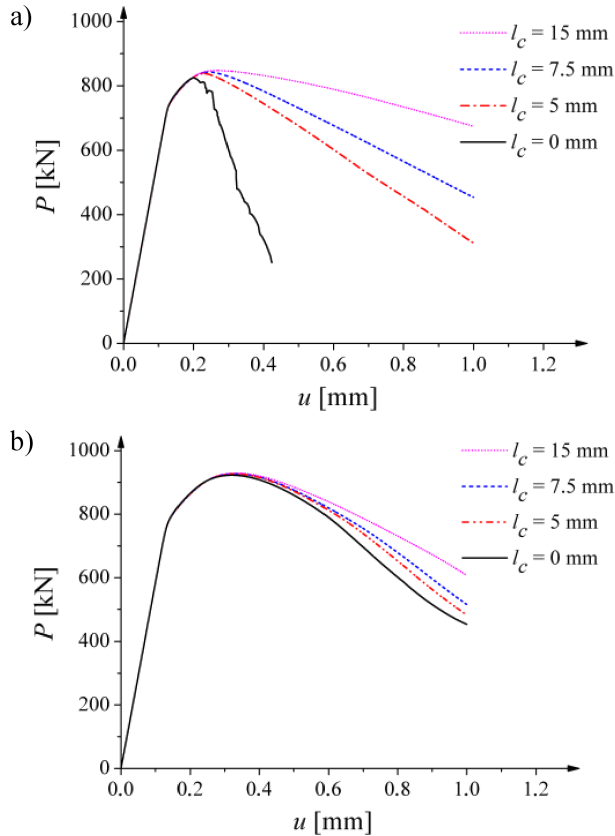 a)
1000
800
600
400
200
0
P [kN]
0.0 0.2 0.4 0.6 0.8 1.0 1.2
u [mm]
l_c = 15 mm
l_c = 7.5 mm
l_c = 5 mm
l_c = 0 mm
b)
1000
800
600
400
200
0
P [kN]
0.0 0.2 0.4 0.6 0.8 1.0 1.2
u [mm]
l_c = 15 mm
l_c = 7.5 mm
l_c = 5 mm
l_c = 0 mm